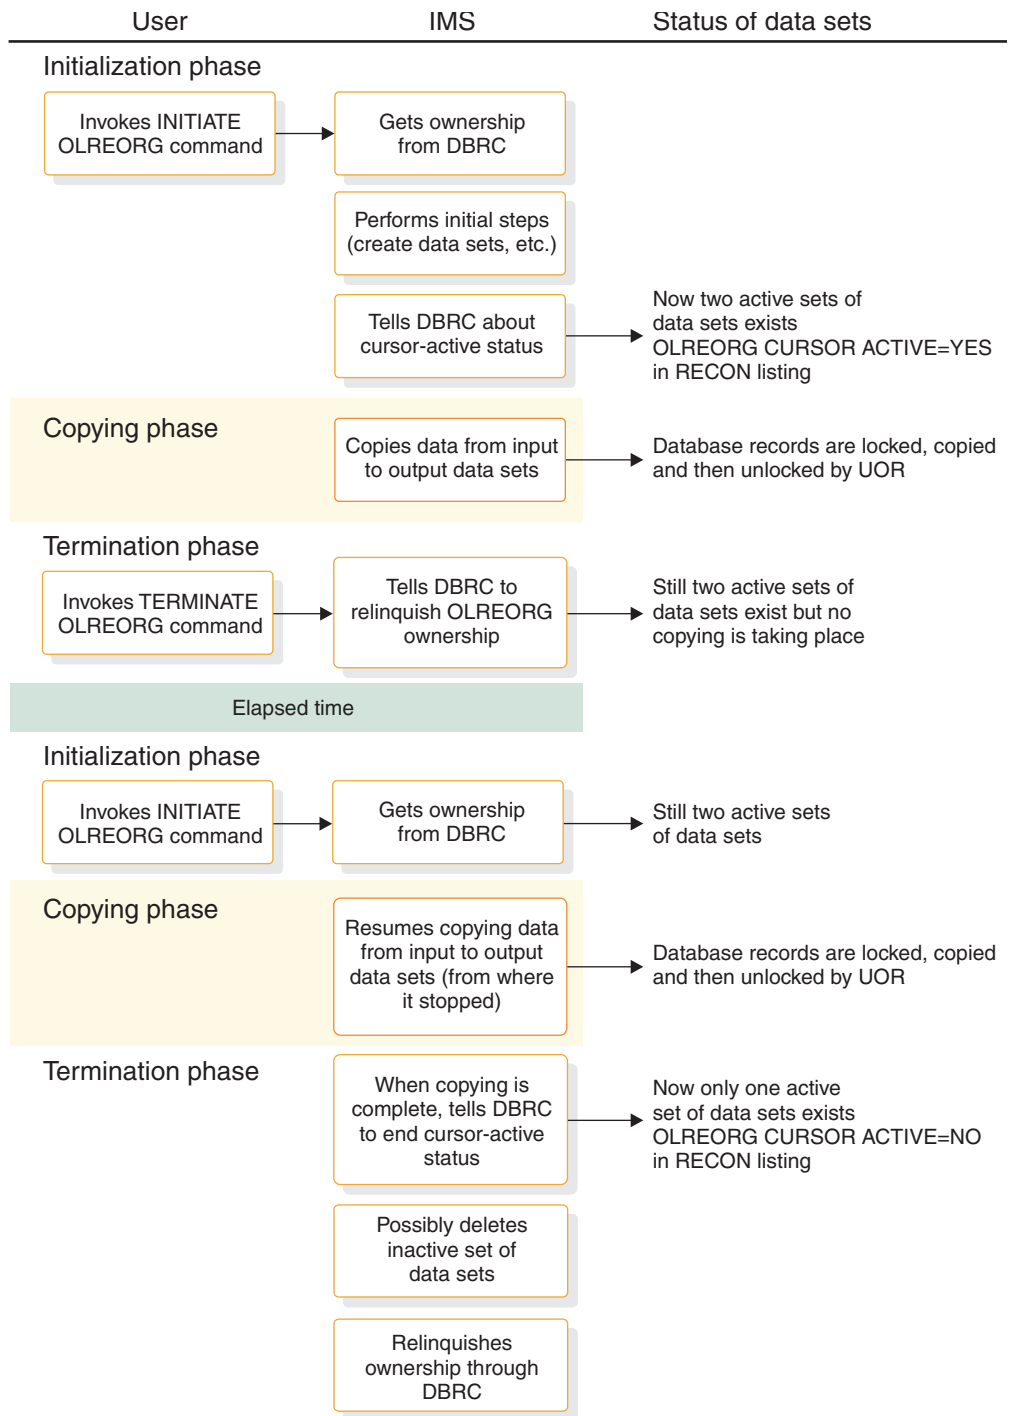 User
IMS
Status of data sets
Initialization phase
Invokes INITIATE
OLREORG command
Gets ownership
from DBRC
Performs initial steps
(create data sets, etc.)
Tells DBRC about
cursor-active status
Now two active sets of
data sets exists
OLREORG CURSOR ACTIVE=YES
in RECON listing
Copying phase
Copies data from input
to output data sets
Database records are locked, copied
and then unlocked by UOR
Termination phase
Invokes TERMINATE
OLREORG command
Tells DBRC to
relinquish OLREORG
ownership
Still two active sets of
data sets exist but no
copying is taking place
Elapsed time
Initialization phase
Invokes INITIATE
OLREORG command
Gets ownership
from DBRC
Still two active sets
of data sets
Copying phase
Resumes copying data
from input to output
data sets (from where
it stopped)
Database records are locked, copied
and then unlocked by UOR
Termination phase
When copying is
complete, tells DBRC
to end cursor-active
status
Now only one active
set of data sets exists
OLREORG CURSOR ACTIVE=NO
in RECON listing
Possibly deletes
inactive set of
data sets
Relinquishes
ownership through
DBRC